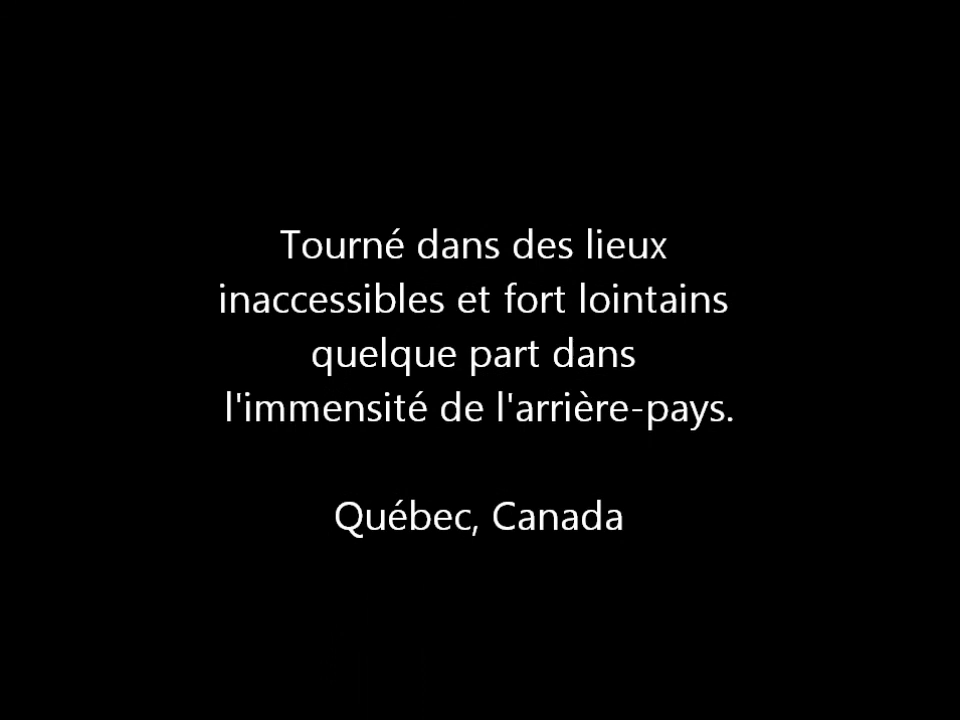 Tourné dans des lieux
inaccessibles et fort lointains
quelque part dans
l'immensité de l'arrière-pays.
Québec, Canada